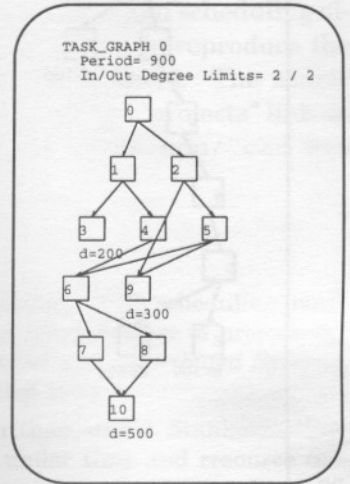 TASK_GRAPH 0
Period= 900
In/Out Degree Limits= 2 / 2
0
1 2
3 4 5
d=200
6 9
d=300
7 8
10
d=500